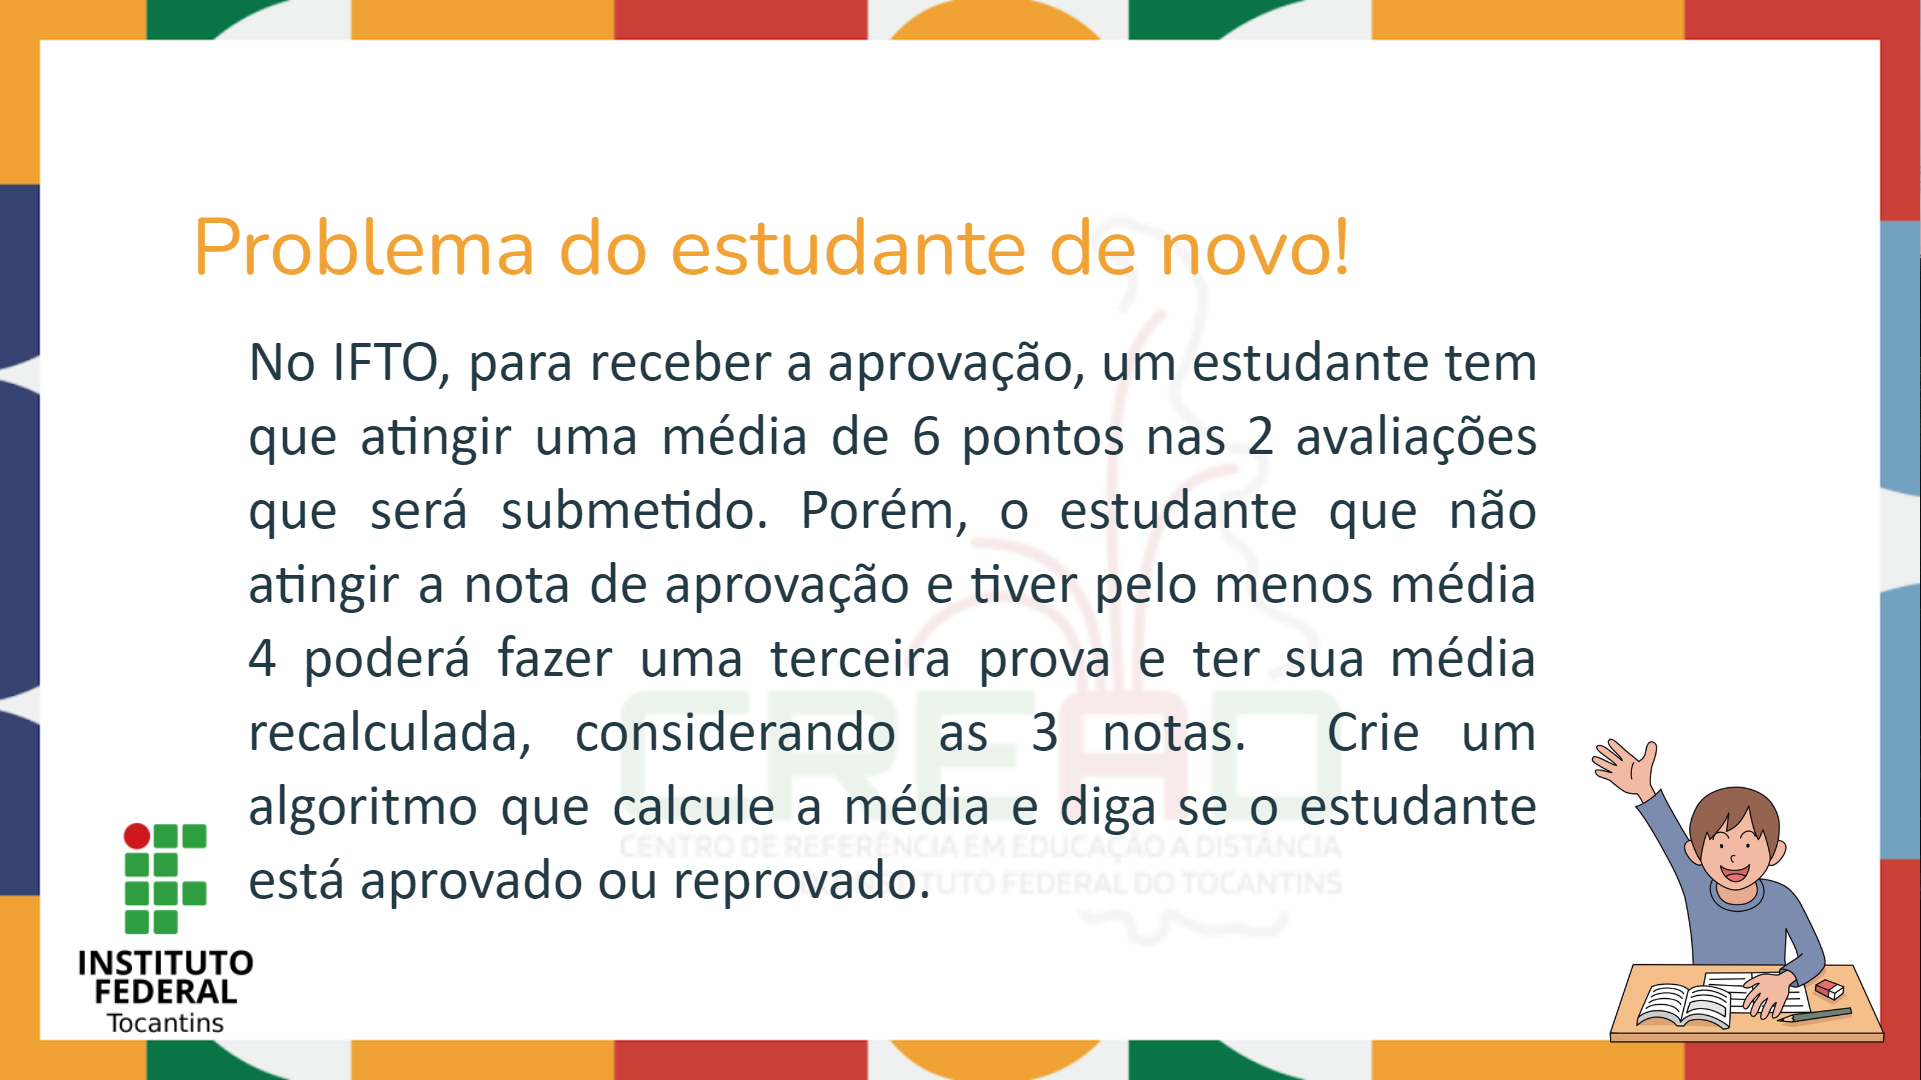 Problema do estudante de novo!
No IFTO, para receber a aprovação, um estudante tem
que atingir uma média de 6 pontos nas 2 avaliações
que será submetido. Porém, o estudante que não
atingir a nota de aprovação e tiver pelo menos média
4 poderá fazer uma terceira prova e ter sua média
recalculada, considerando as 3 notas. Crie um
algoritmo que calcule a média e diga se o estudante
está aprovado ou reprovado.
CREAD
CENTRO DE REFERÊNCIA EM EDUCAÇÃO A DISTÂNCIA
INSTITUTO FEDERAL DO TOCANTINS
INSTITUTO
FEDERAL
Tocantins